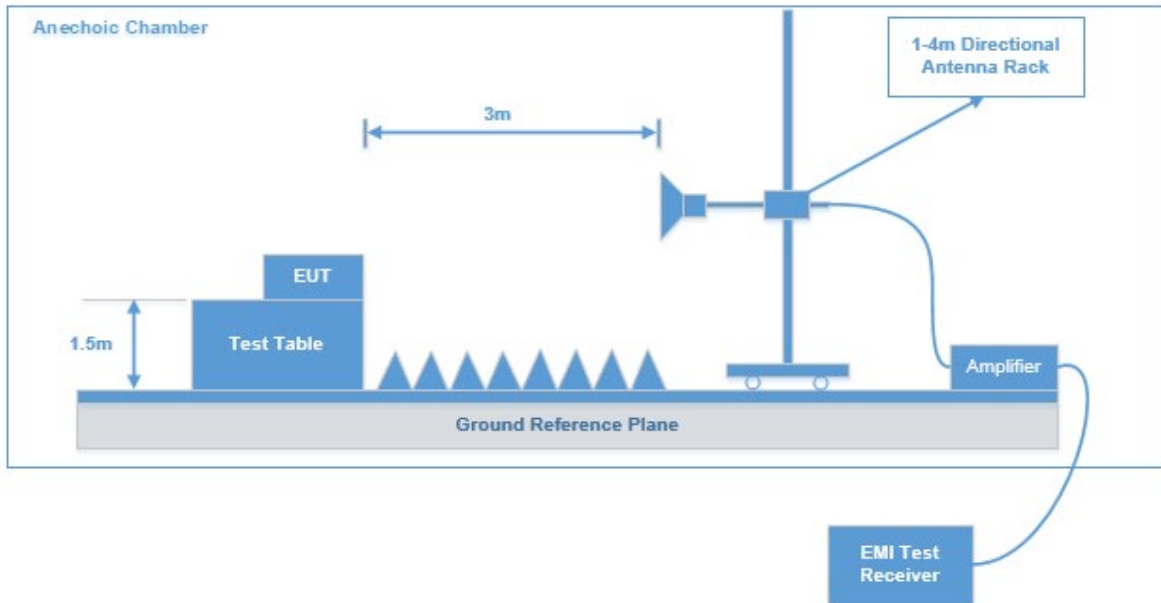 Anechoic Chamber
1-4m Directional
Antenna Rack
3m
EUT
1.5m
Test Table
Amplifier
Ground Reference Plane
EMI Test
Receiver